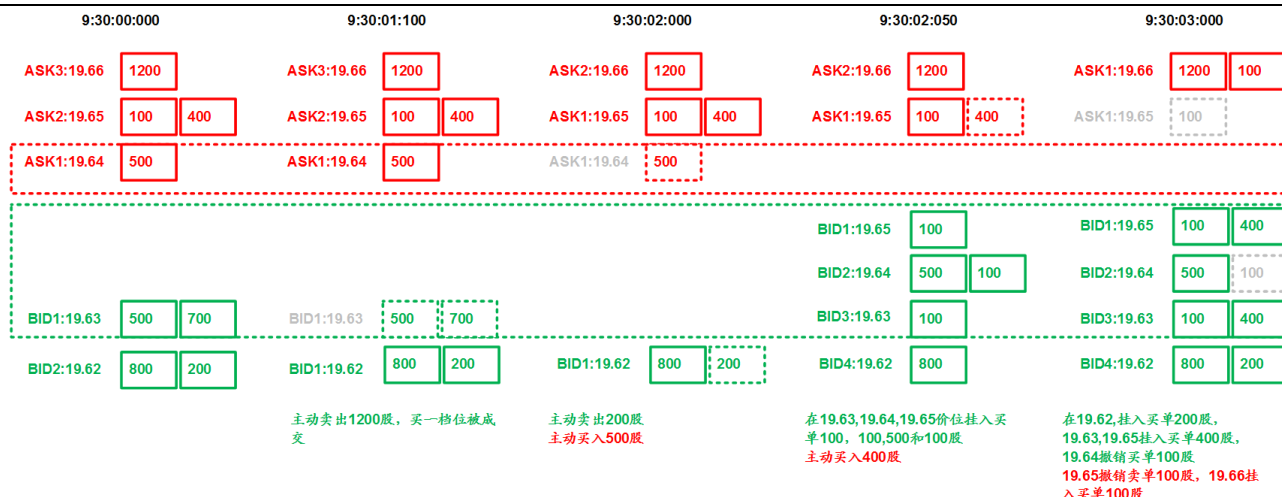 9:30:00:000 9:30:01:100 9:30:02:000 9:30:02:050 9:30:03:000
ASK3:19.66 1200 ASK3:19.66 1200 ASK2:19.66 1200 ASK2:19.66 1200 ASK1:19.66 1200 100
ASK2:19.65 100 400 ASK2:19.65 100 400 ASK1:19.65 100 400 ASK1:19.65 100 400 ASK1:19.65 100
ASK1:19.64 500 ASK1:19.64 500 ASK1:19.64 500
BID1:19.65 100 BID1:19.65 100 400
BID2:19.64 500 100 BID2:19.64 500 100
BID1:19.63 500 700 BID1:19.63 500 700 BID3:19.63 100 BID3:19.63 100 400
BID2:19.62 800 200 BID1:19.62 800 200 BID1:19.62 800 200 BID4:19.62 800 BID4:19.62 800 200
主动卖出1200股，买一档位被成
交
主动卖出200股
主动买入500股
在19.63,19.64,19.65价位挂入买
单100，100,500和100股
主动买入400股
在19.62,挂入买单200股，
19.63,19.65挂入买单400股，
19.64撤销买单100股
19.65撤销卖单100股，19.66挂
入买单100股